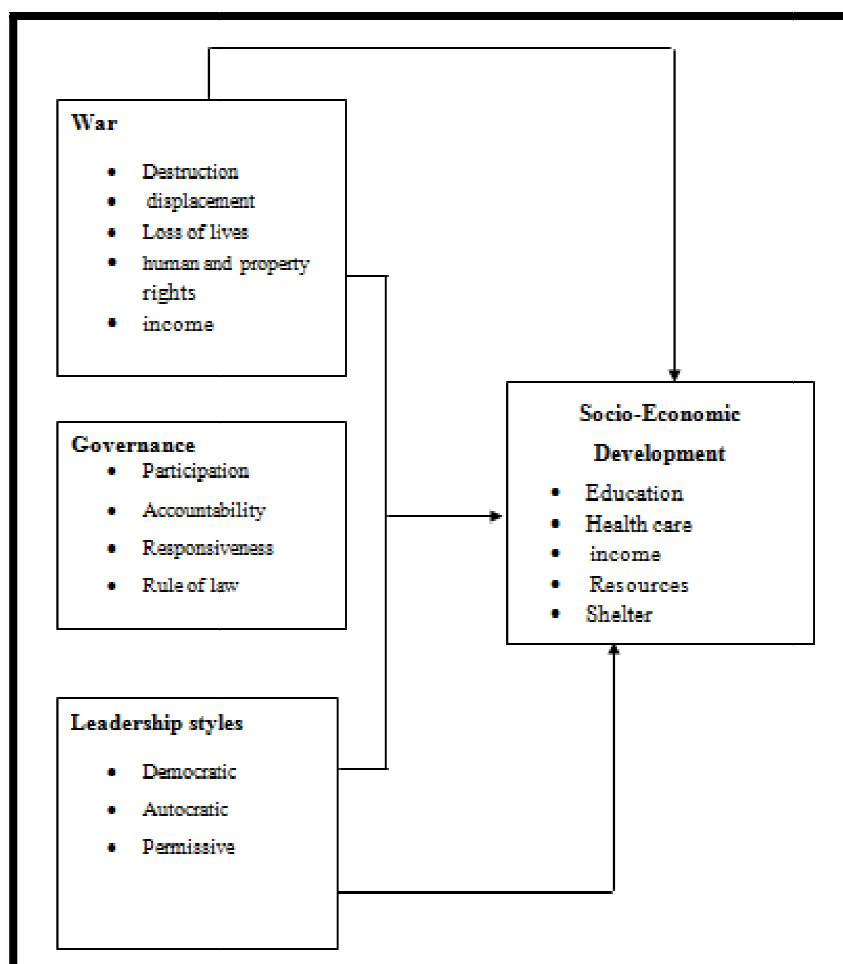 War
• Destruction
• displacement
• Loss of lives
• human and property
rights
• income
Governance
• Participation
• Accountability
• Responsiveness
• Rule of law
Leadership styles
• Democratic
• Autocratic
• Permissive
Socio-Economic
Development
• Education
• Health care
• income
• Resources
• Shelter